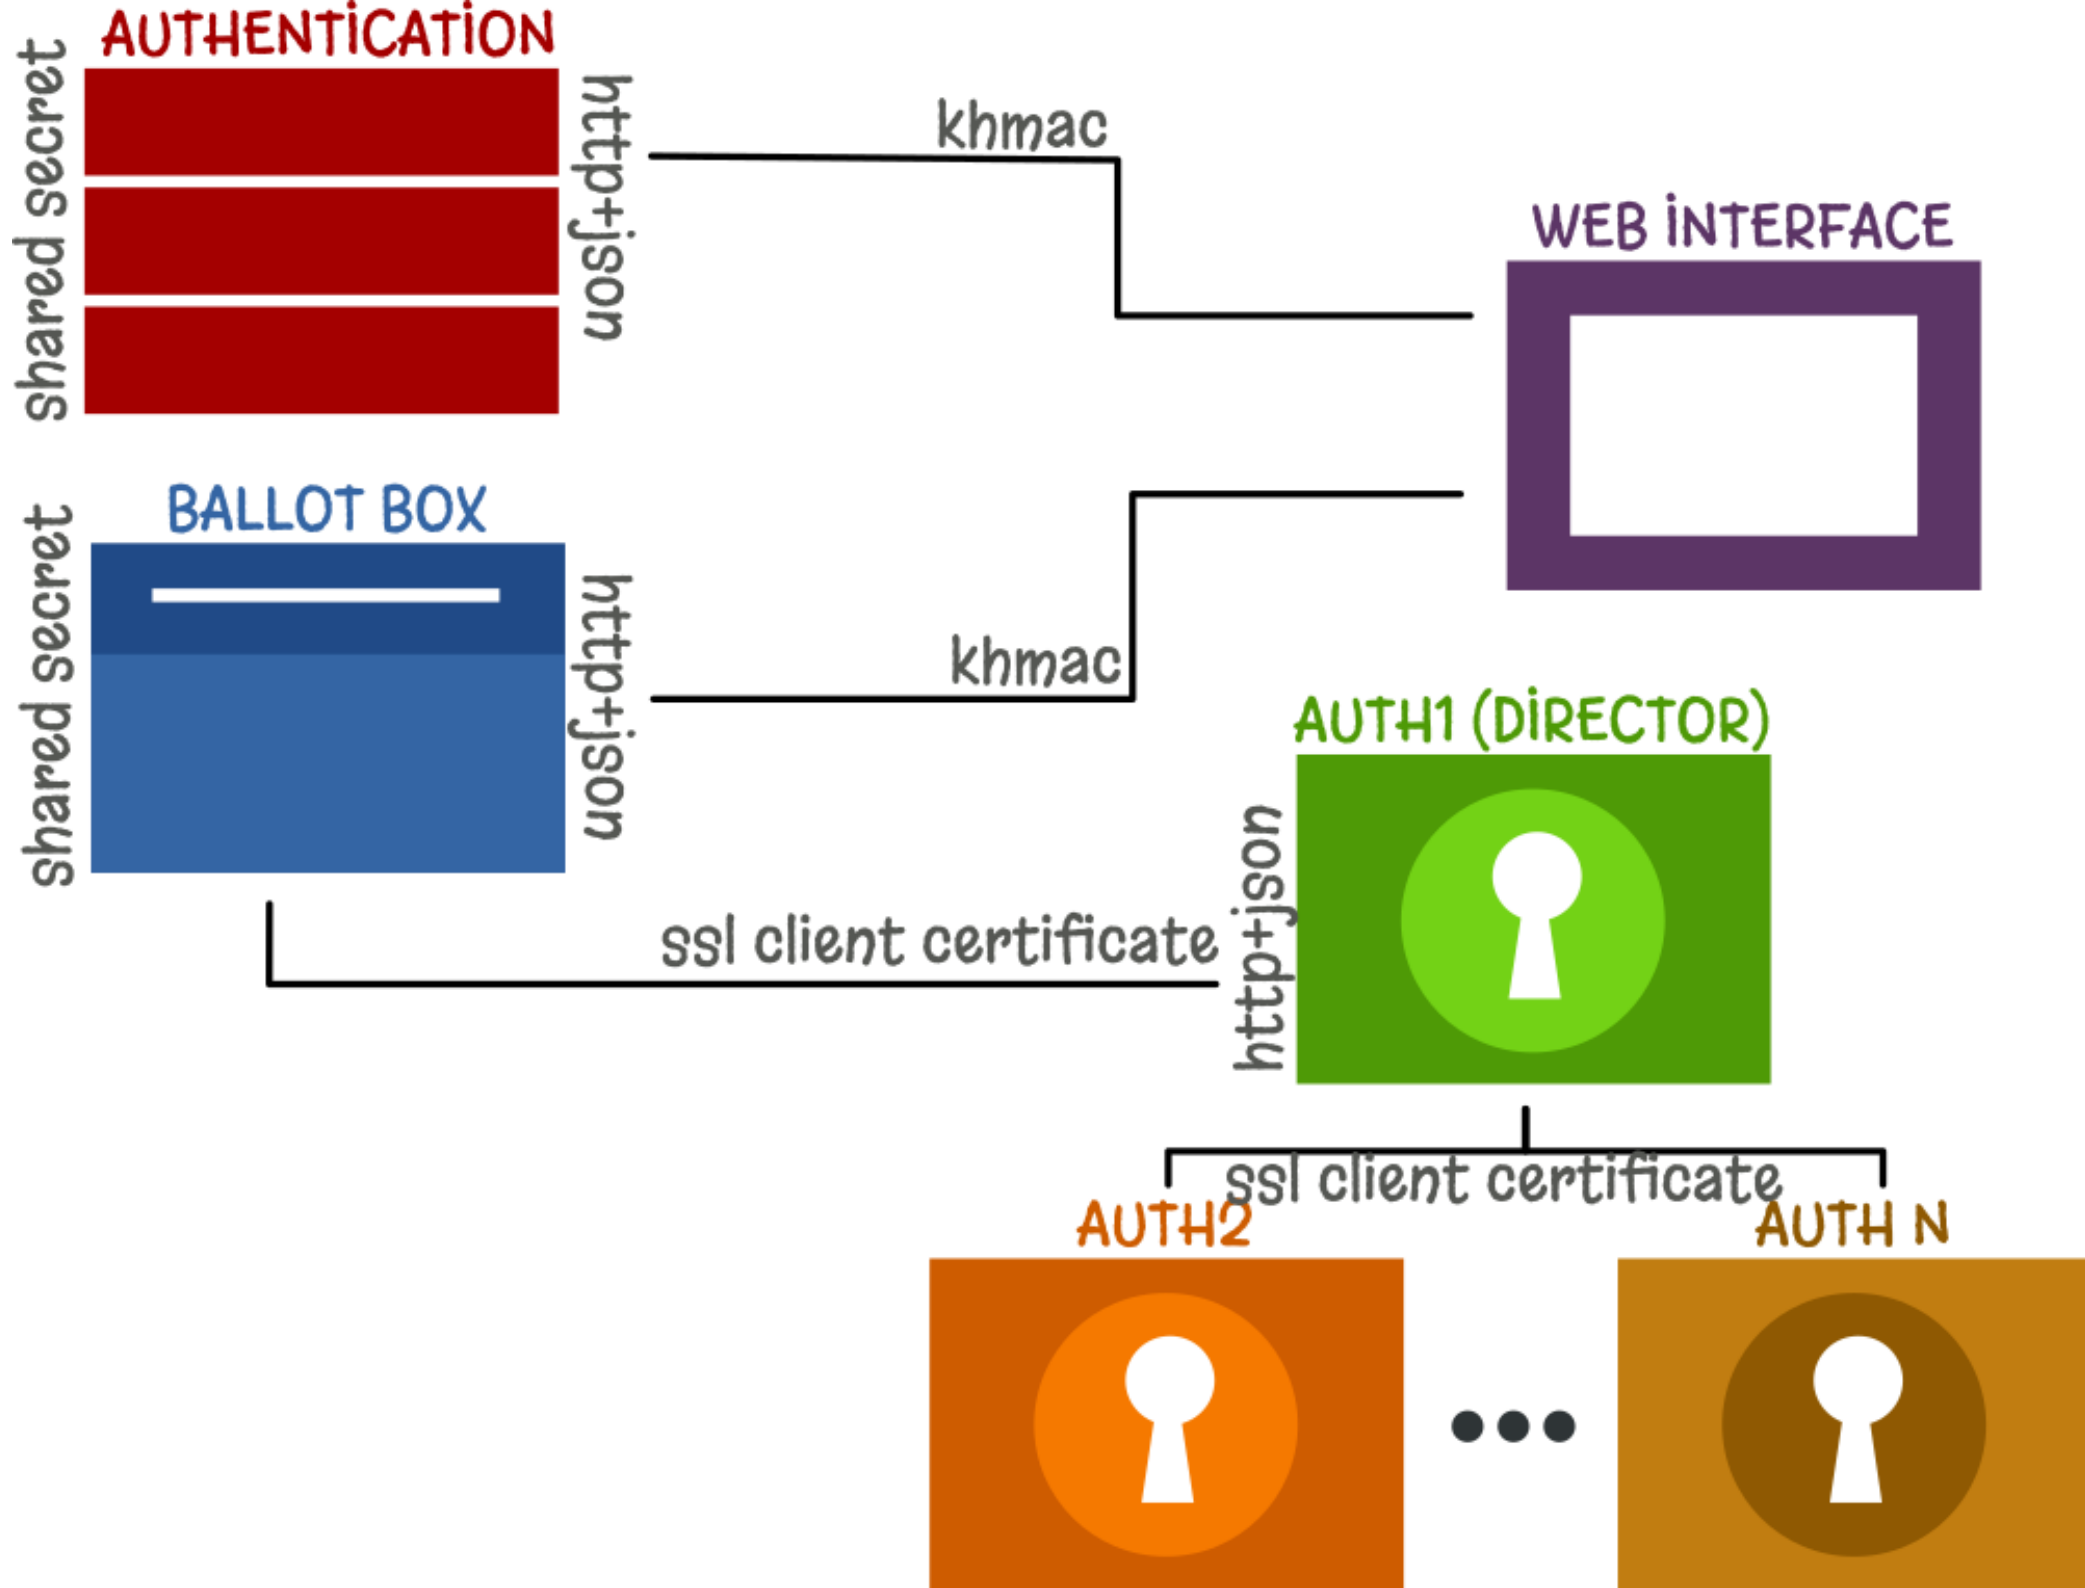 AUTHENTICATION
shared secret
http+json
khmac
WEB INTERFACE
BALLOT BOX
shared secret
http+json
khmac
AUTH1 (DIRECTOR)
http+json
ssl client certificate
ssl client certificate
AUTH2
AUTH N